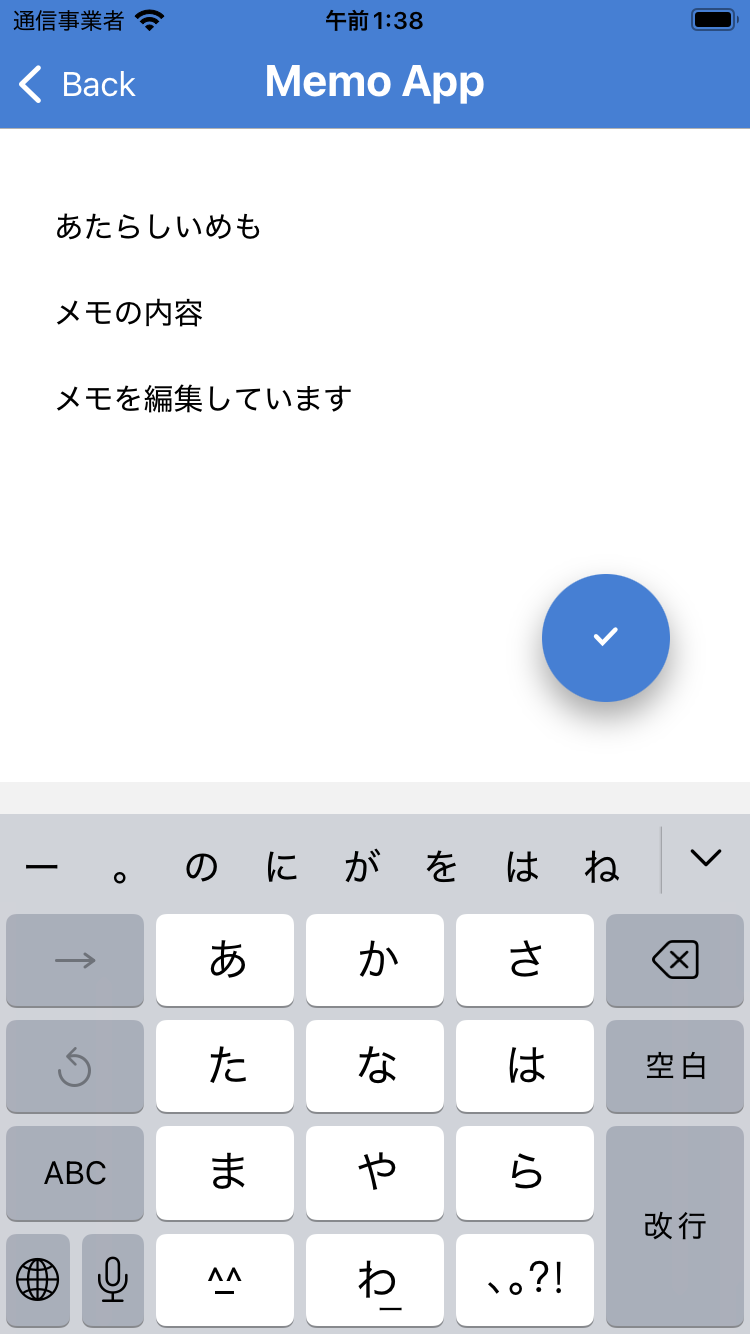 通信事業者 午前1:38
Back Memo App
あたらしいめも
メモの内容
メモを編集しています
ー 。 の に が を は ね
→ あ か さ
た な は 空白
ABC ま や ら 改行
^^ わ 、。?!